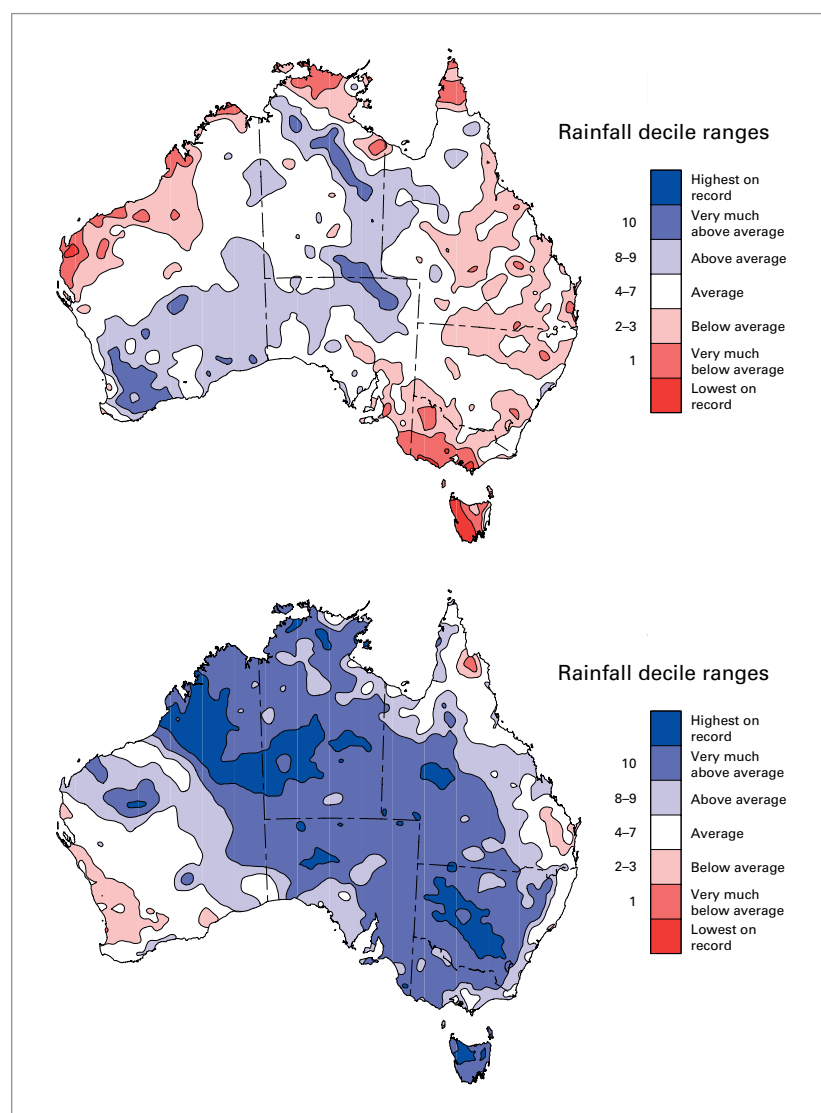 Rainfall decile ranges
Highest on
record
10
Very much
above average
8–9
Above average
4–7
Average
2–3
Below average
1
Very much
below average
Lowest on
record
Rainfall decile ranges
Highest on
record
10
Very much
above average
8–9
Above average
4–7
Average
2–3
Below average
1
Very much
below average
Lowest on
record